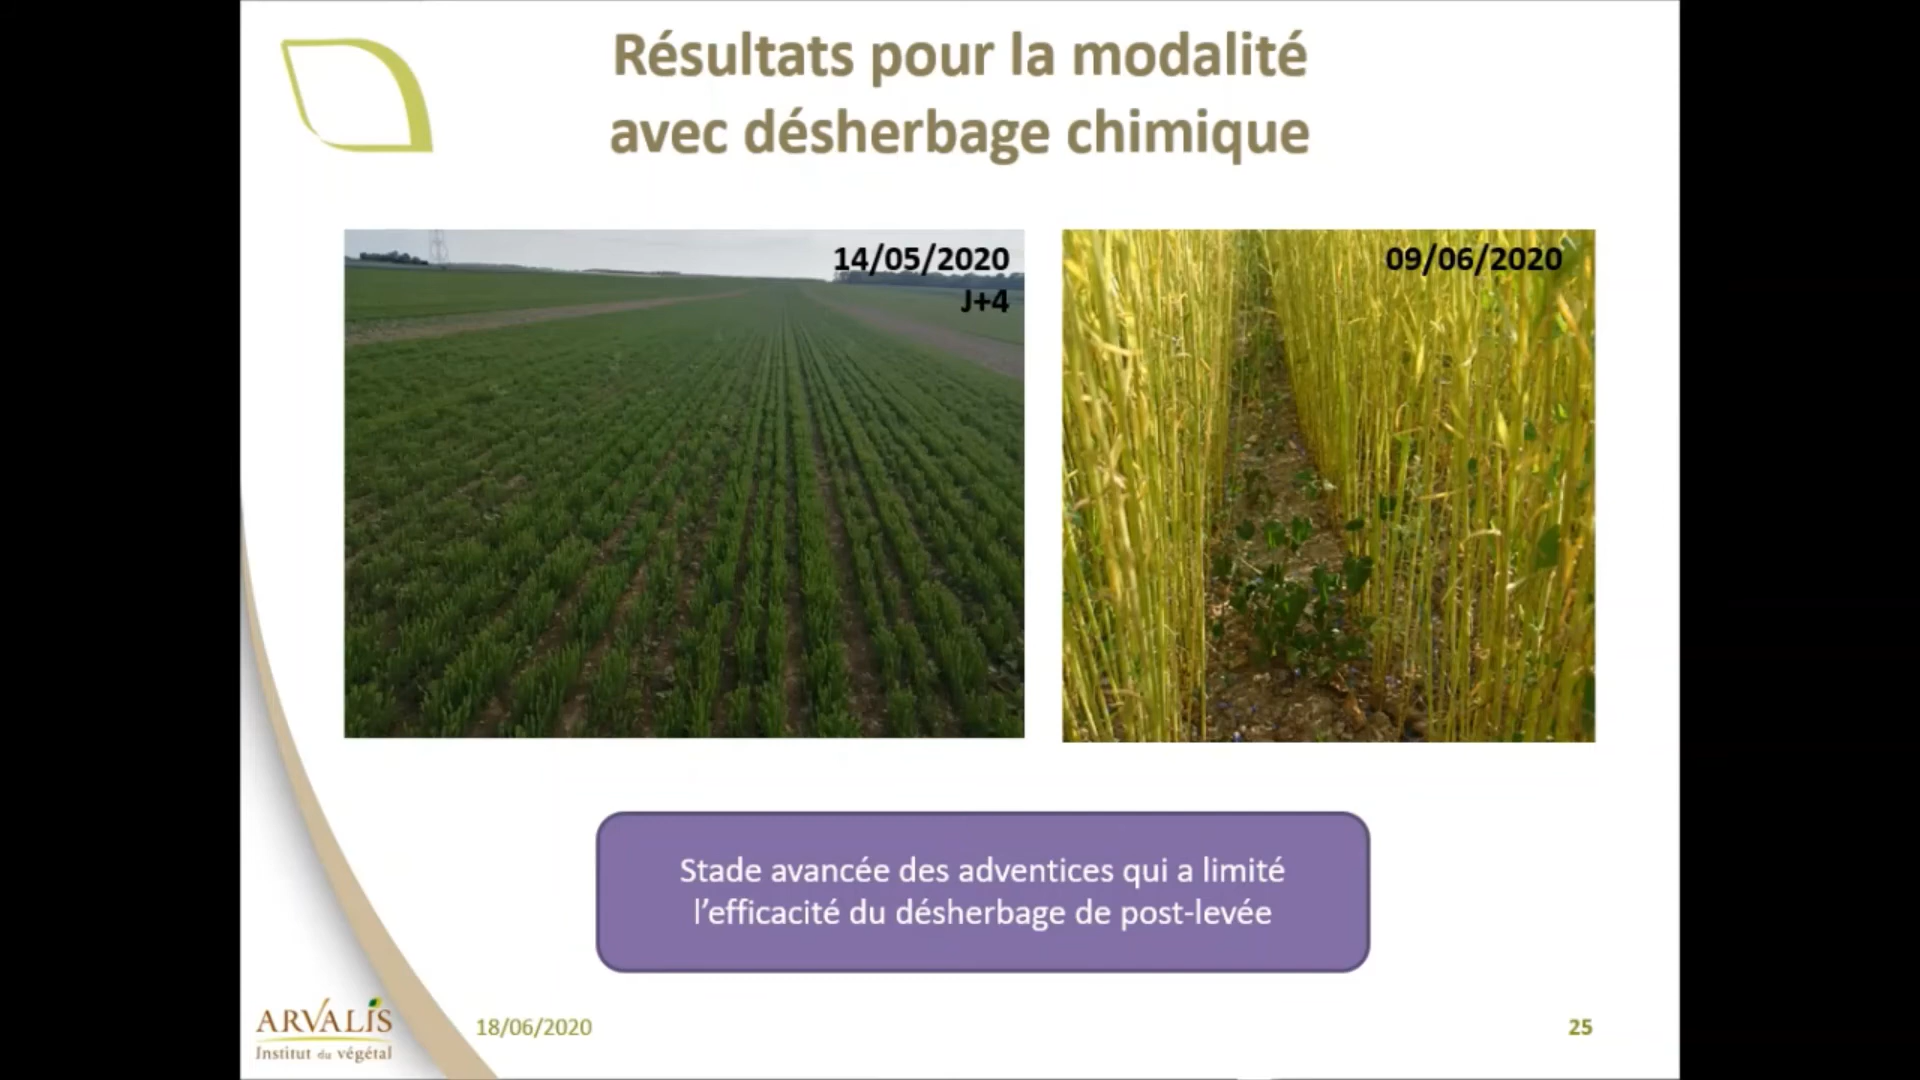 Résultats pour la modalité
avec désherbage chimique
14/05/2020
J+4
09/06/2020
Stade avancée des adventices qui a limité
l'efficacité du désherbage de post-levée
ARVALIS
Institut du végétal
18/06/2020
25